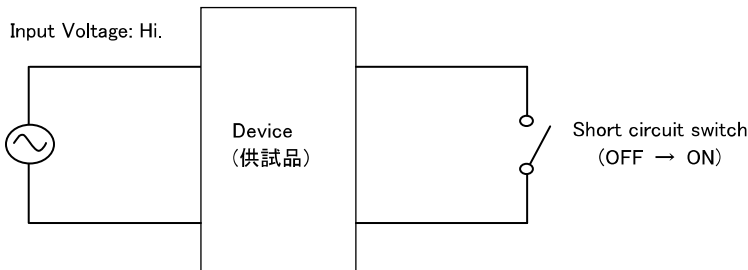 Input Voltage: Hi.
Device
(供試品)
Short circuit switch
(OFF → ON)